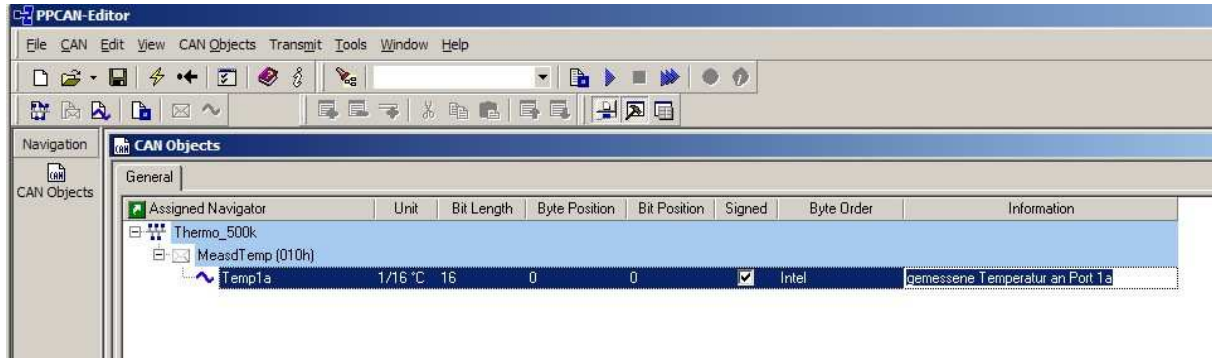 PPCAN-Editor
File CAN Edit View CAN Objects Transmit Tools Window Help
Navigation
CAN Objects
CAN Objects
General
Assigned Navigator Unit Bit Length Byte Position Bit Position Signed Byte Order Information
Thermo_500k
MeasdTemp (010h)
Temp1a 1/16 °C 16 0 0 Intel gemessene Temperatur an Port 1a